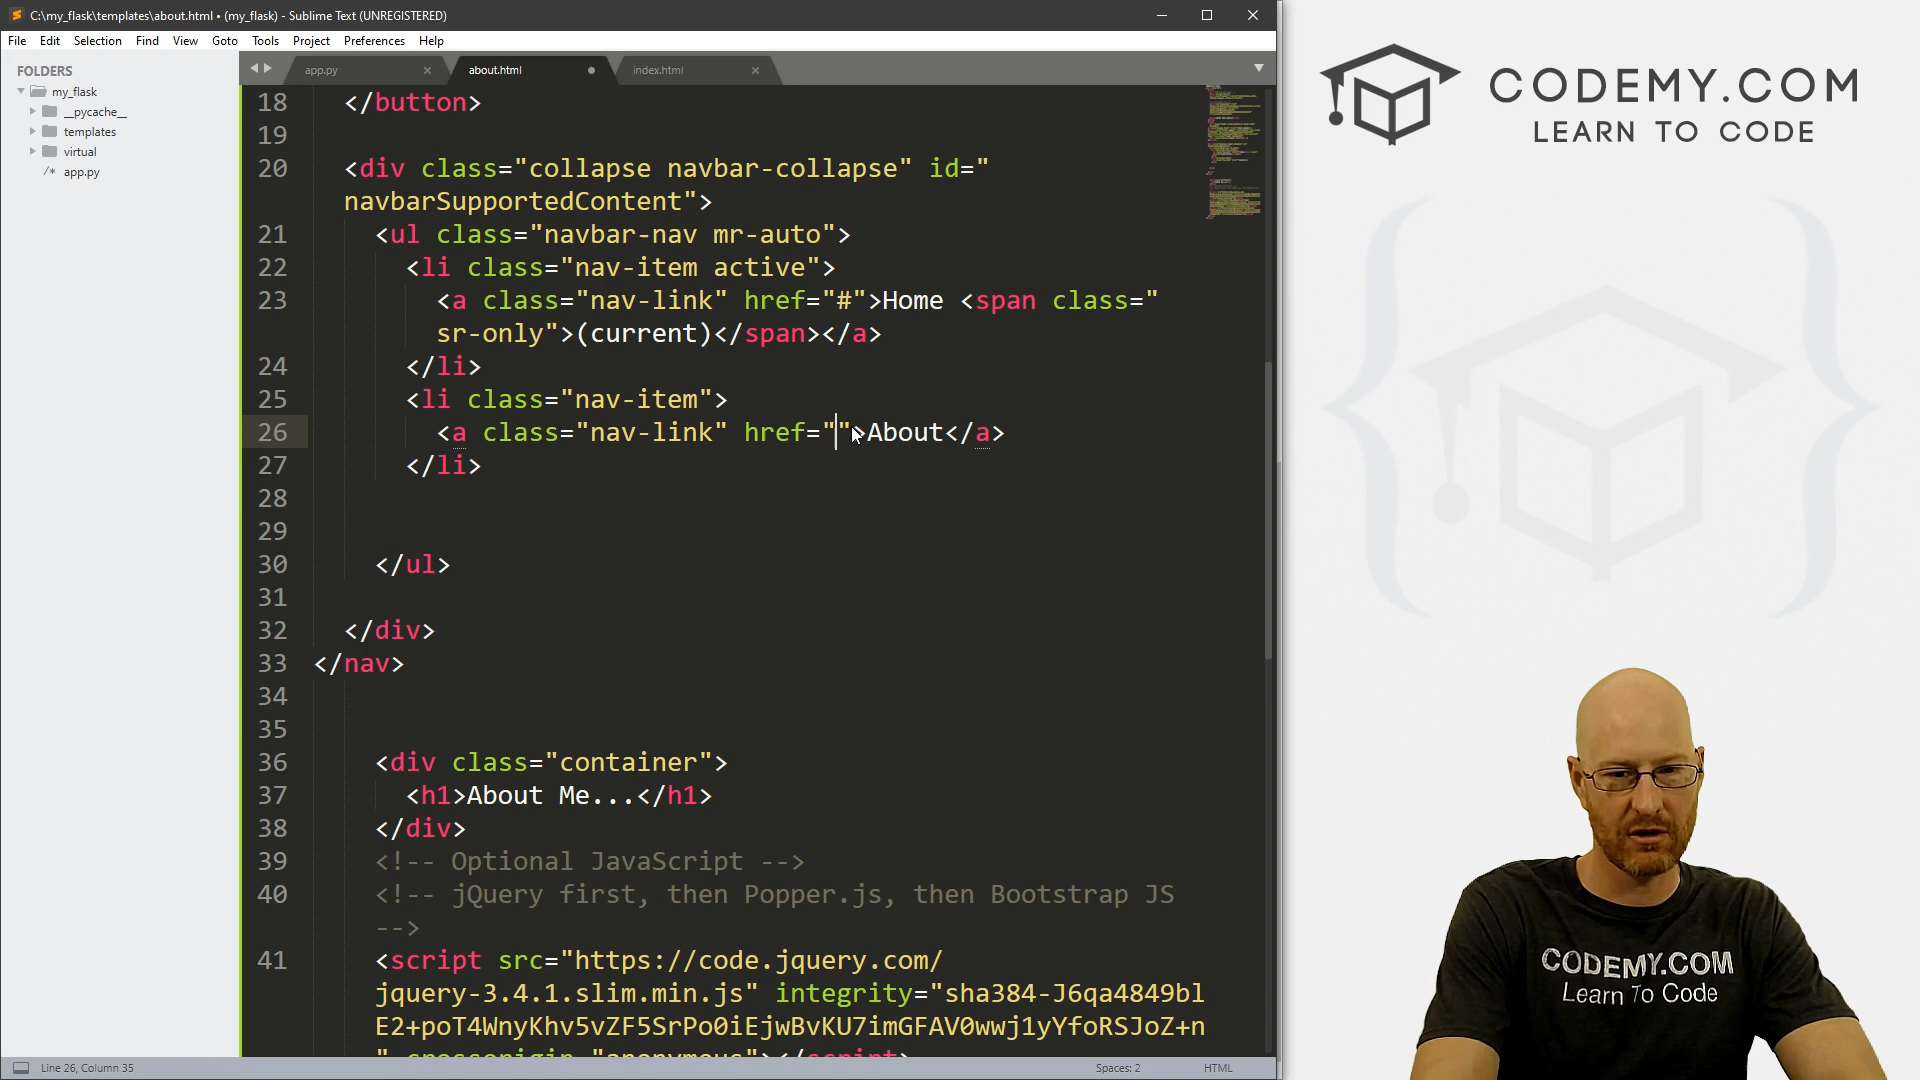 C:\my_flask\templates\about.html • (my_flask) - Sublime Text (UNREGISTERED)
File Edit Selection Find View Goto Tools Project Preferences Help
FOLDERS
my_flask
__pycache__
templates
virtual
/* app.py
app.py × about.html index.html ×
18 </button>
19
20 <div class="collapse navbar-collapse" id="
navbarSupportedContent">
21 <ul class="navbar-nav mr-auto">
22 <li class="nav-item active">
23 <a class="nav-link" href="#">Home <span class="
sr-only">(current)</span></a>
24 </li>
25 <li class="nav-item">
26 <a class="nav-link" href="">About</a>
27 </li>
28
29
30 </ul>
31
32 </div>
33 </nav>
34
35
36 <div class="container">
37 <h1>About Me...</h1>
38 </div>
39 <!-- Optional JavaScript -->
40 <!-- jQuery first, then Popper.js, then Bootstrap JS
-->
41 <script src="https://code.jquery.com/
jquery-3.4.1.slim.min.js" integrity="sha384-J6qa4849bl
E2+poT4WnyKhv5vZF5SrPo0iEjwBvKU7imGFAV0wwj1yYfoRSJoZ+n
" crossorigin="anonymous"></script>
Line 26, Column 35
Spaces: 2
HTML
CODEMY.COM
LEARN TO CODE
CODEMY.COM
Learn To Code